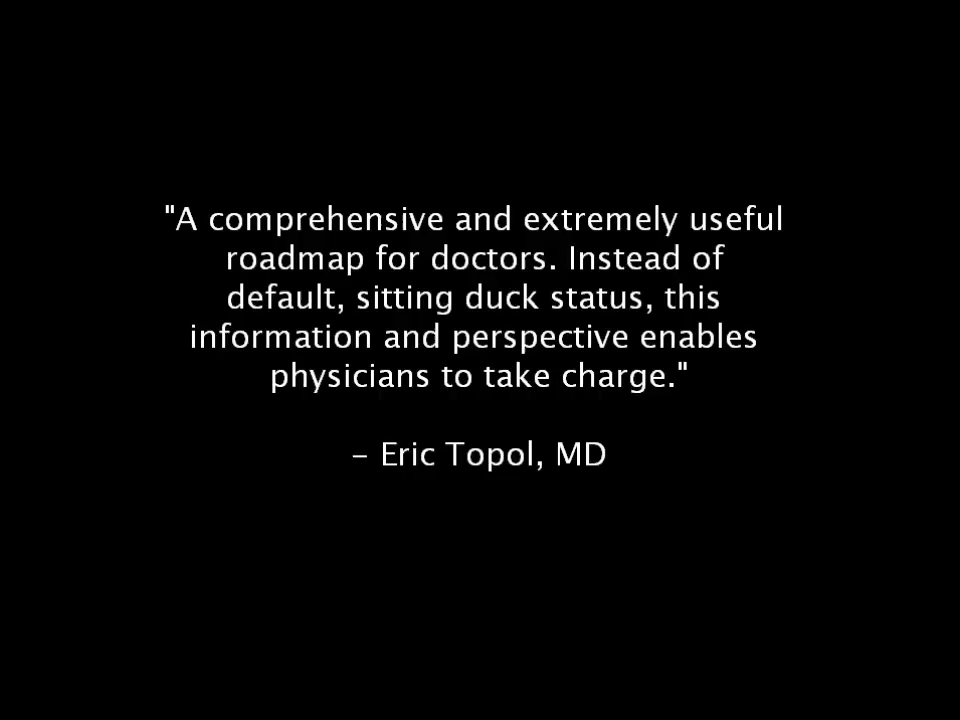 "A comprehensive and extremely useful
roadmap for doctors. Instead of
default, sitting duck status, this
information and perspective enables
physicians to take charge."
– Eric Topol, MD